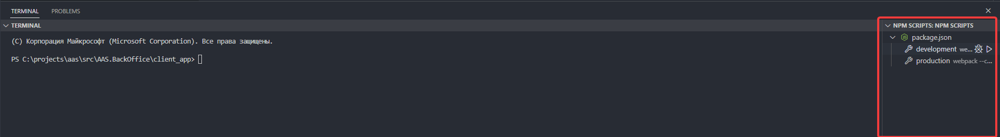 TERMINAL PROBLEMS
TERMINAL
(C) Корпорация Майкрософт (Microsoft Corporation). Все права защищены.
PS C:\projects\aas\src\AAS.BackOffice\client_app>
NPM SCRIPTS: NPM SCRIPTS
package.json
development we...
production webpack --c...